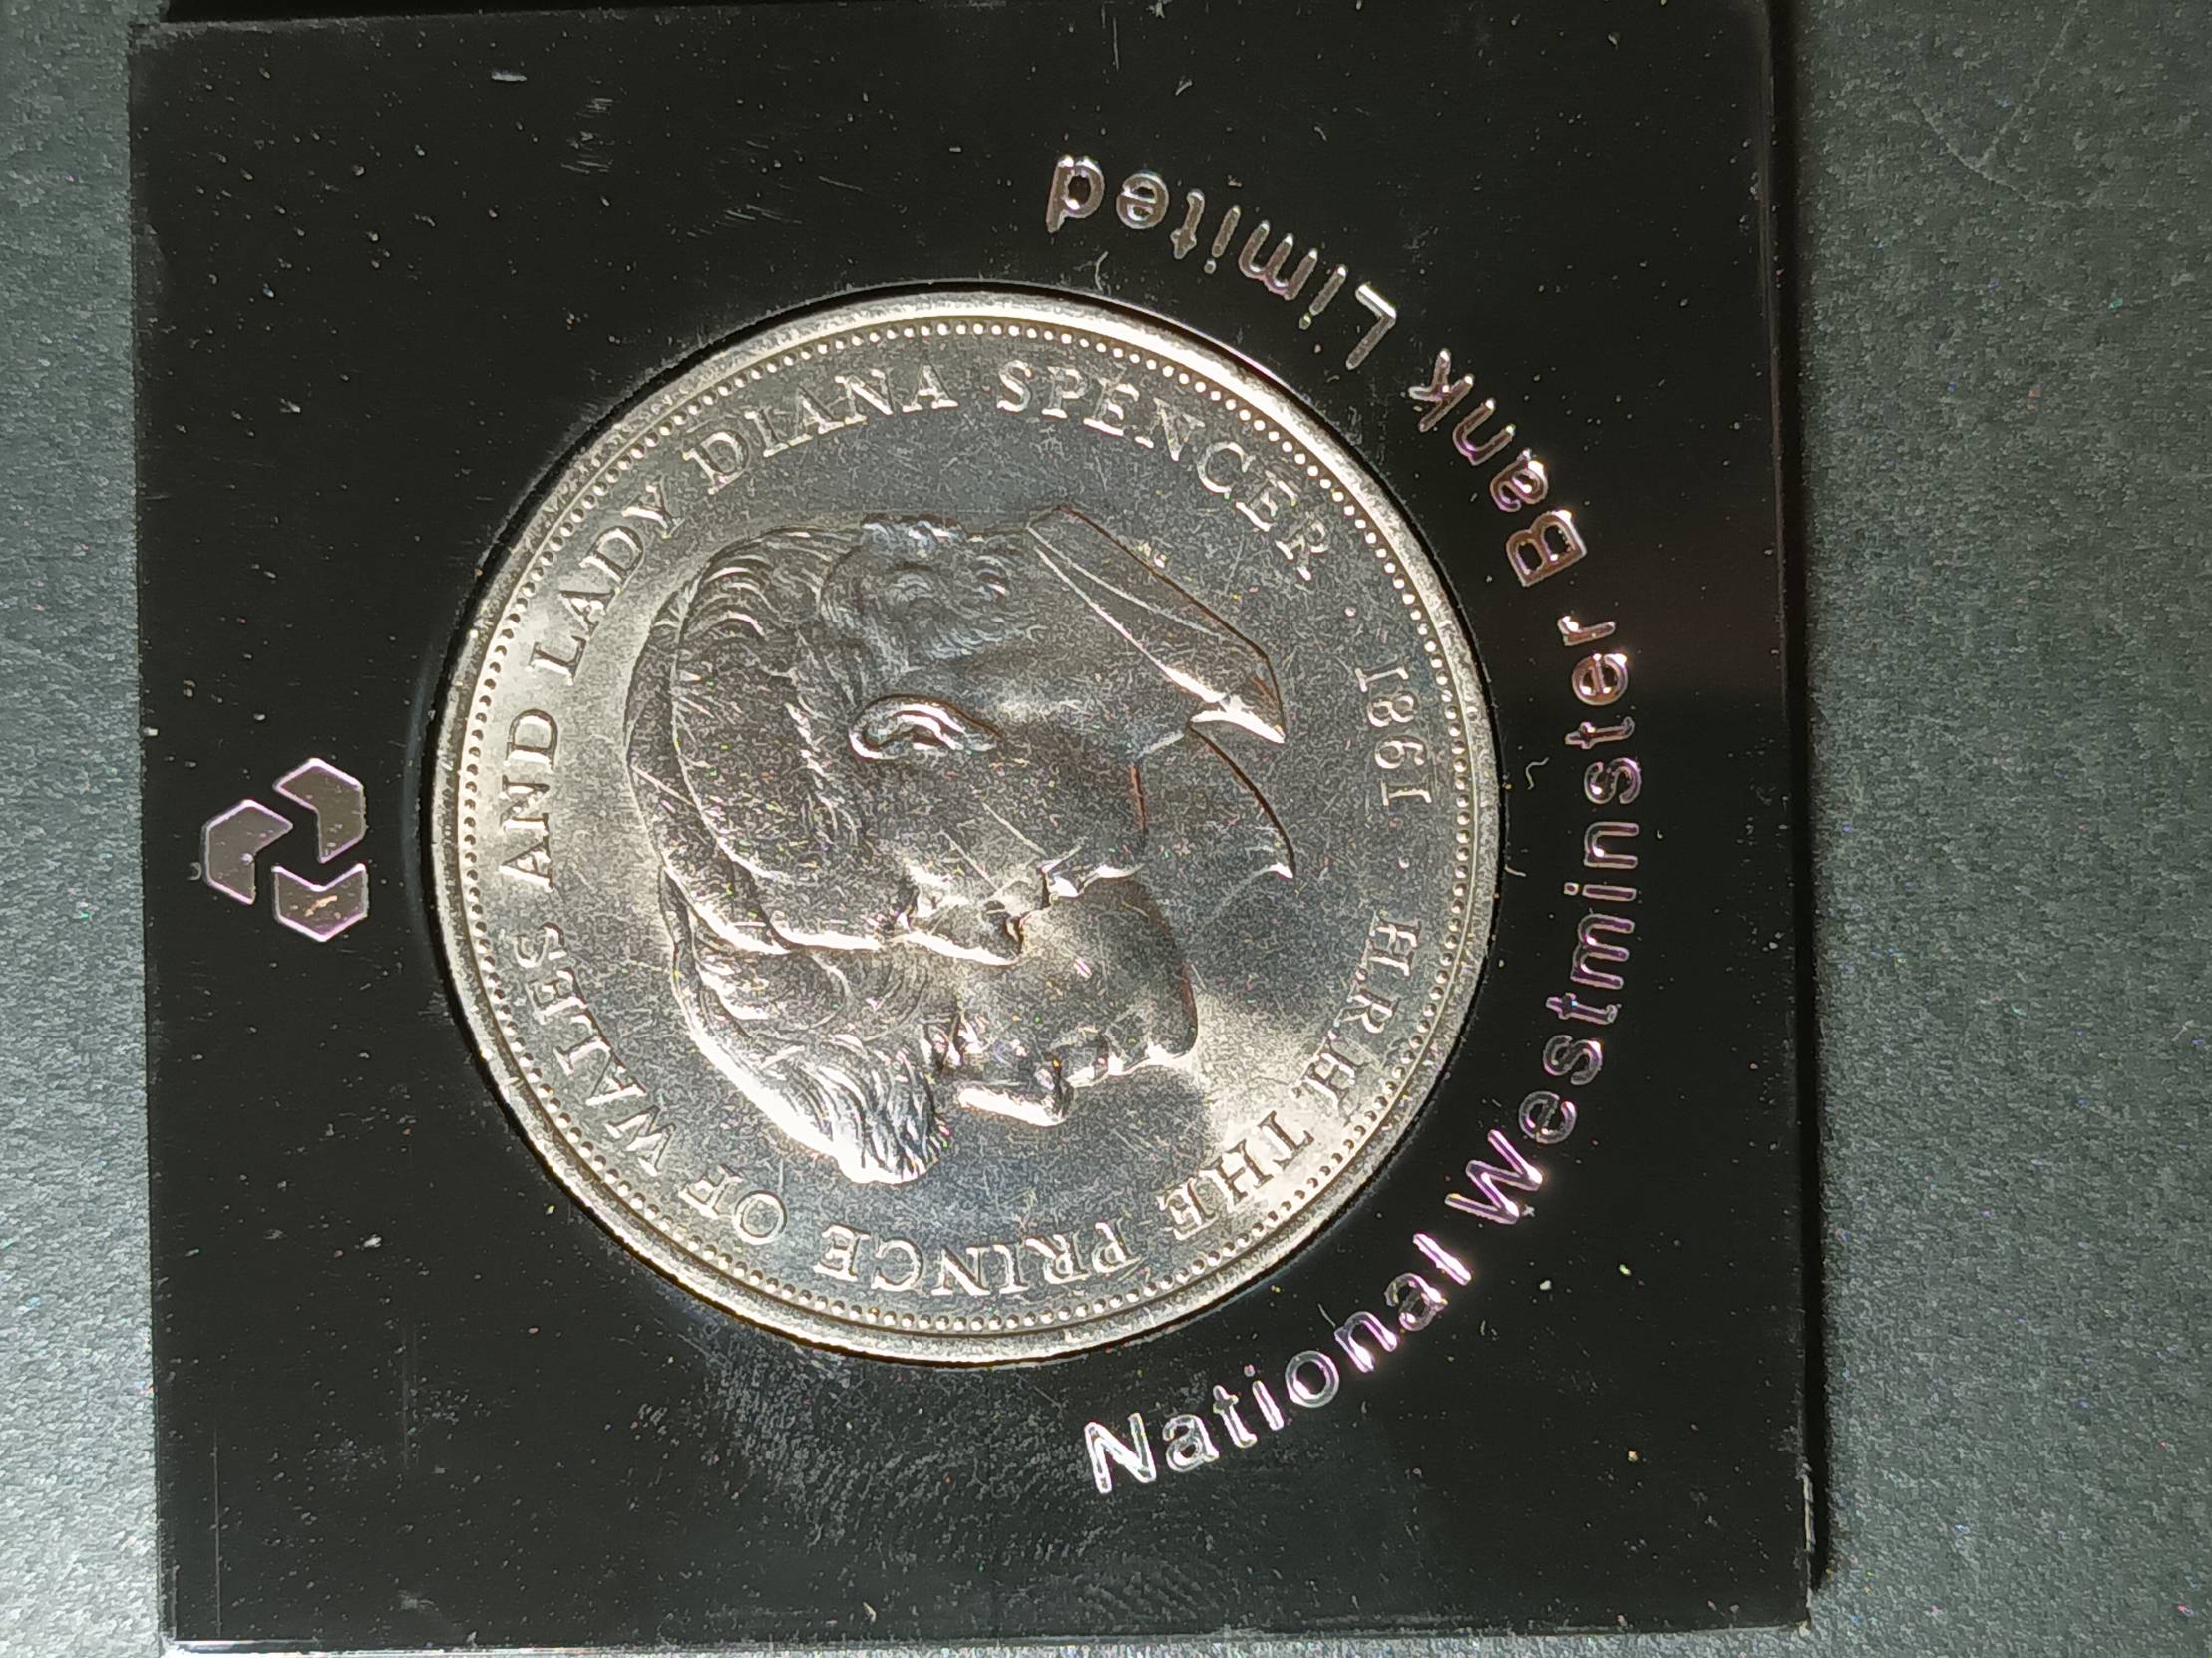 H.R.H. THE PRINCE OF WALES AND LADY DIANA SPENCER · 1981 ·
National Westminster Bank Limited